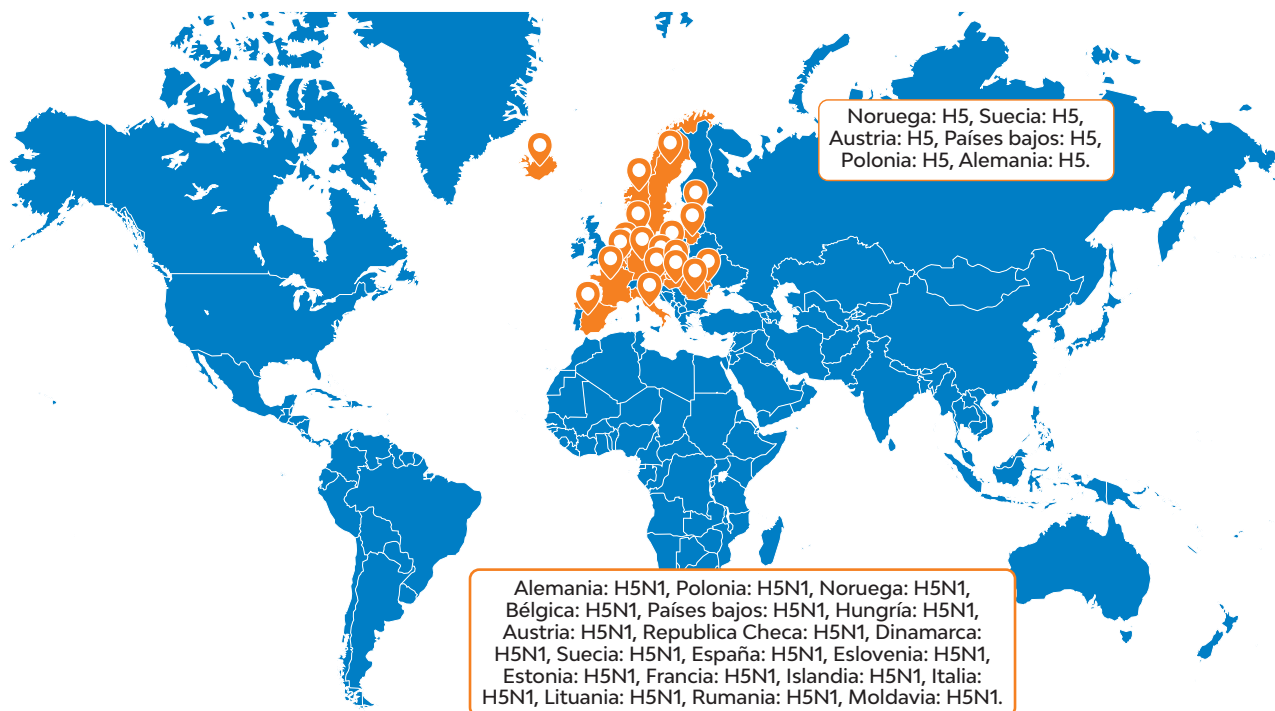 Noruega: H5, Suecia: H5,
Austria: H5, Países bajos: H5,
Polonia: H5, Alemania: H5.
Alemania: H5N1, Polonia: H5N1, Noruega: H5N1,
Bélgica: H5N1, Países bajos: H5N1, Hungría: H5N1,
Austria: H5N1, Republica Checa: H5N1, Dinamarca:
H5N1, Suecia: H5N1, España: H5N1, Eslovenia: H5N1,
Estonia: H5N1, Francia: H5N1, Islandia: H5N1, Italia:
H5N1, Lituania: H5N1, Rumania: H5N1, Moldavia: H5N1.